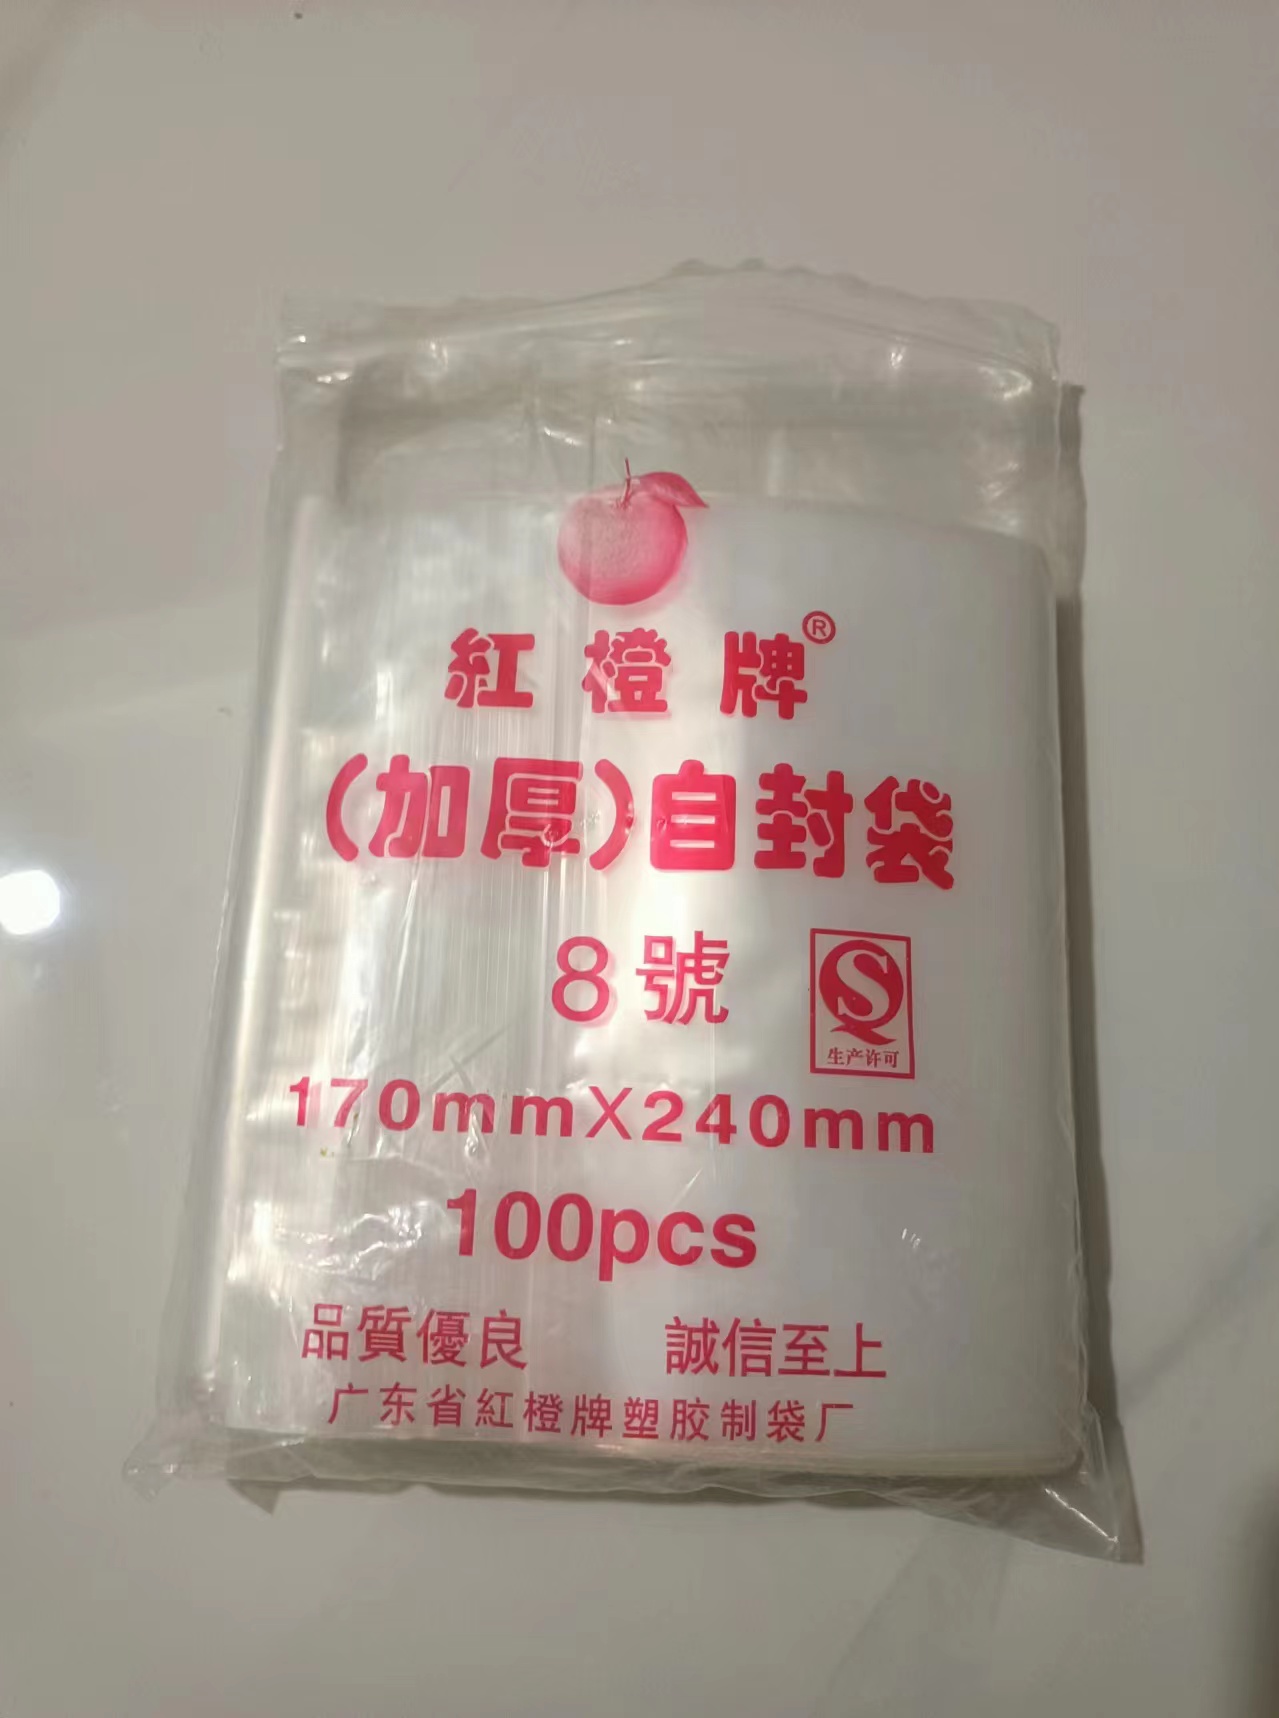 紅橙牌®
(加厚)自封袋
8號
生产许可
170mmX240mm
100pcs
品質優良 誠信至上
广东省紅橙牌塑胶制袋厂